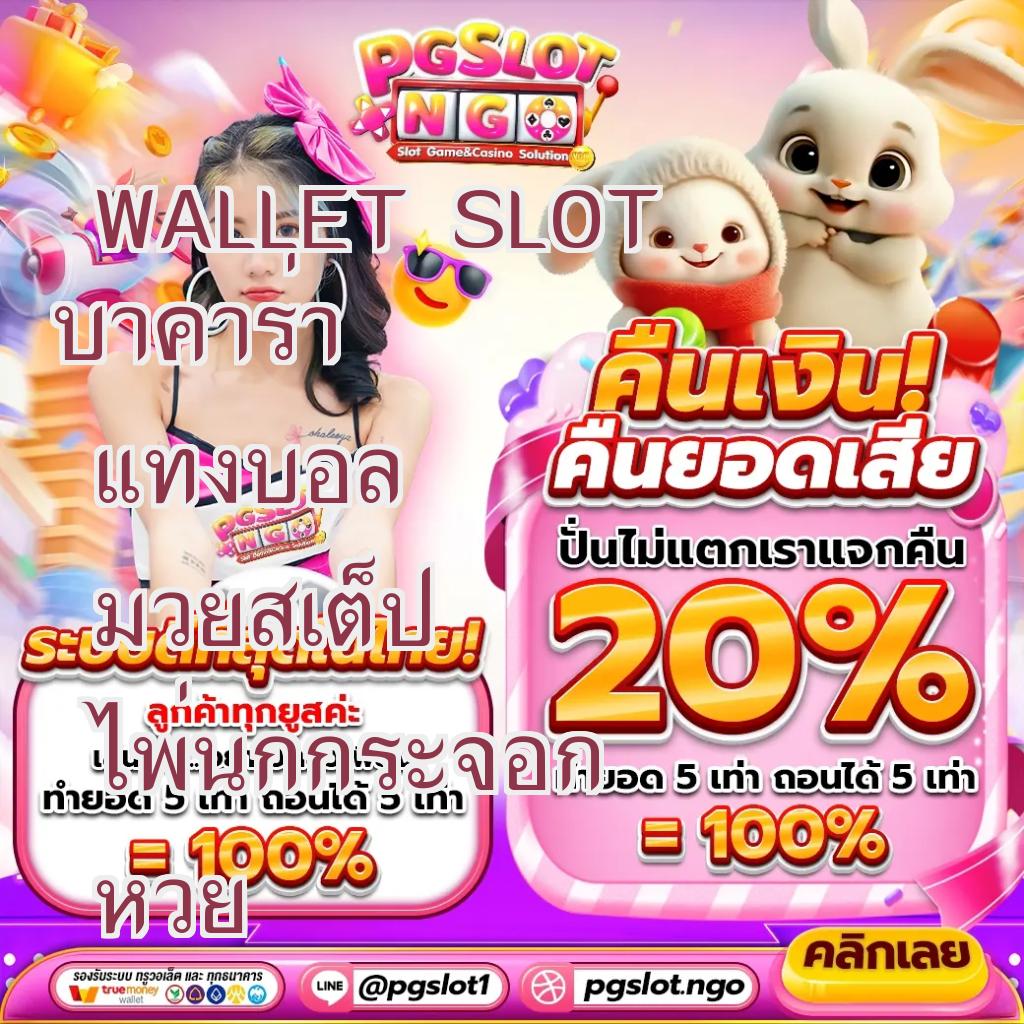 PGSLOT
NGO
Slot Game&Casino Solution
WALLET SLOT
บาคารา
แทงบอล
มวยสเต็ป
ไพ่นกกระจอก
หวย
คืนเงิน!
คืนยอดเสีย
ปั่นไม่แตกเราแจกคืน
20%
ยอด 5 เท่า ถอนได้ 5 เท่า
= 100%
PGSLOT
NGO
ลูกค้าทุกยูสค่ะ
ทำยอด 5 เท่า ถอนได้ 5 เท่า
= 100%
คลิกเลย
รองรับระบบ ทรูวอเล็ต และ ทุกธนาคาร
truemoney
wallet
LINE @pgslot1
pgslot.ngo